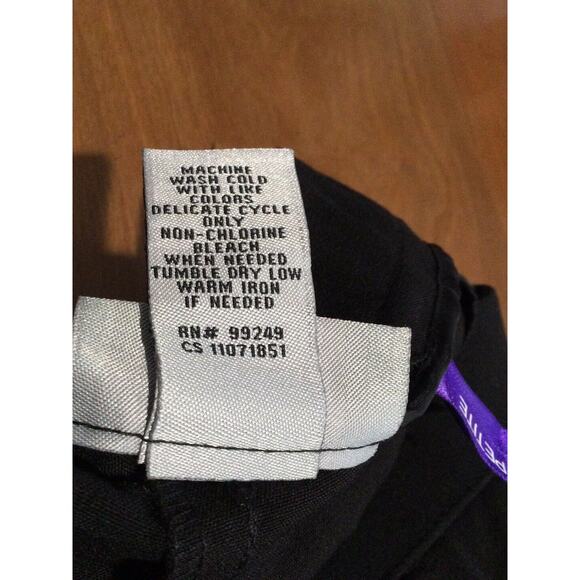 MACHINE
WASH COLD
WITH LIKE
COLORS
DELICATE CYCLE
ONLY
NON-CHLORINE
BLEACH
WHEN NEEDED
TUMBLE DRY LOW
WARM IRON
IF NEEDED
RN# 99249
CS 11071851
PETITE